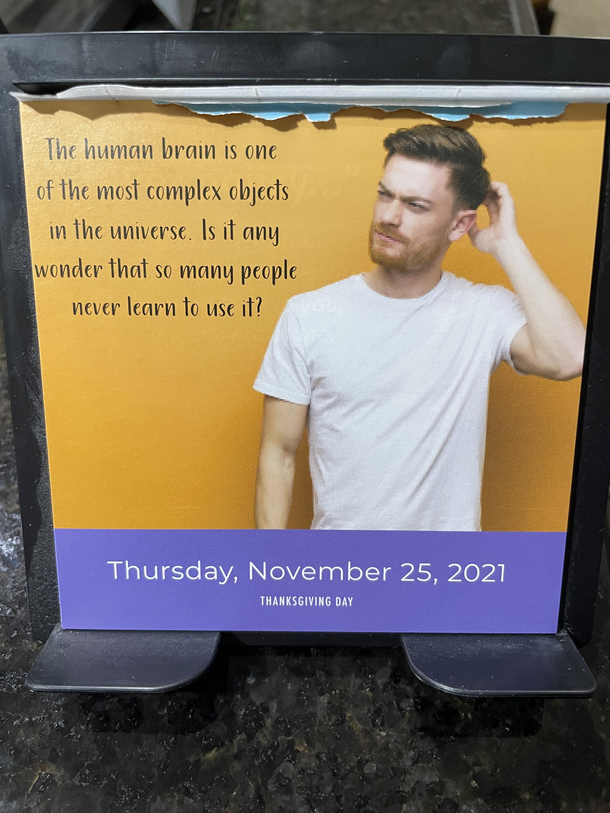 The human brain is one
of the most complex objects
in the universe. Is it any
wonder that so many people
never learn to use it?
Thursday, November 25, 2021
THANKSGIVING DAY